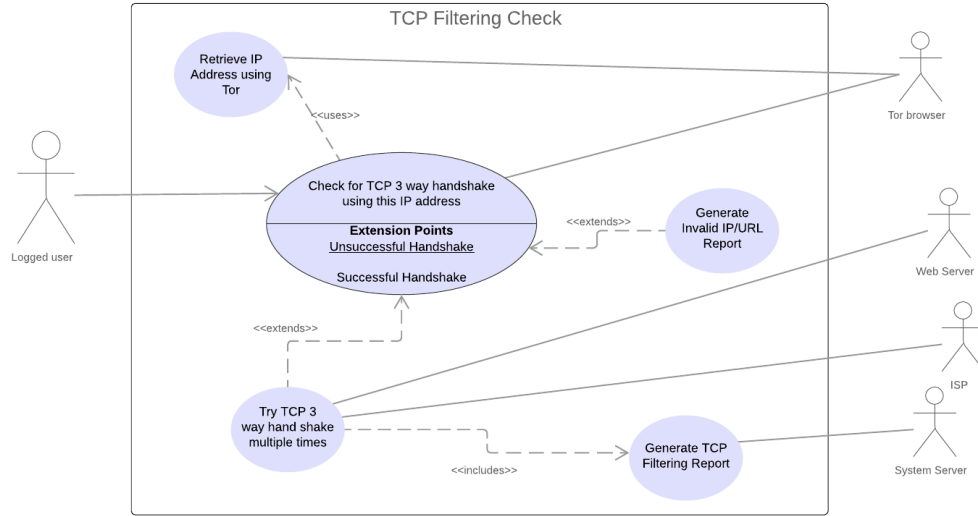 TCP Filtering Check
Retrieve IP
Address using
Tor
Tor browser
<<uses>>
Check for TCP 3 way handshake
using this IP address
Extension Points
Unsuccessful Handshake
Successful Handshake
Logged user
<<extends>>
Generate
Invalid IP/URL
Report
Web Server
<<extends>>
ISP
Try TCP 3
way hand shake
multiple times
<<includes>>
Generate TCP
Filtering Report
System Server